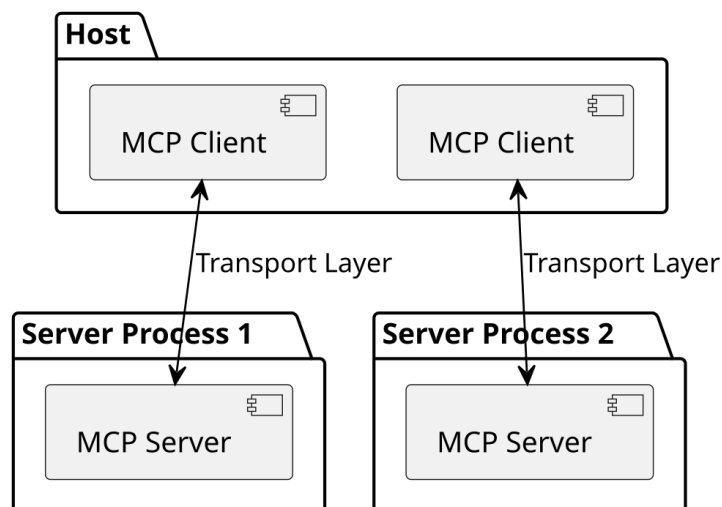 Host
MCP Client
MCP Client
Transport Layer
Transport Layer
Server Process 1
Server Process 2
MCP Server
MCP Server